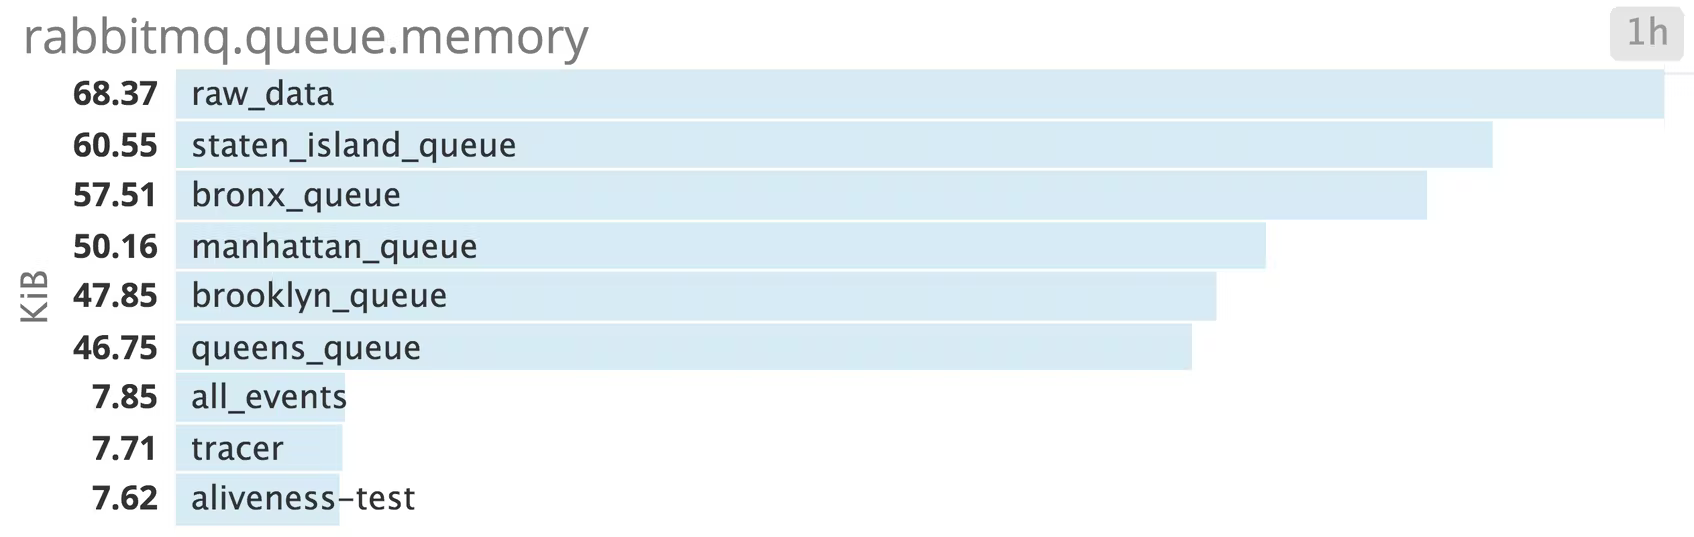 rabbitmq.queue.memory
1h
KiB
68.37 raw_data
60.55 staten_island_queue
57.51 bronx_queue
50.16 manhattan_queue
47.85 brooklyn_queue
46.75 queens_queue
7.85 all_events
7.71 tracer
7.62 aliveness-test